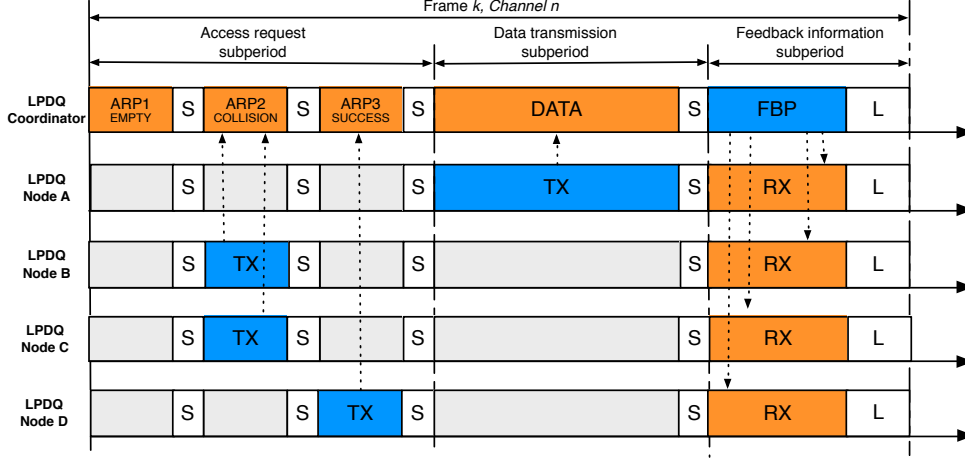 Frame k, Channel n
Access request
subperiod
Data transmission
subperiod
Feedback information
subperiod
LPDQ
Coordinator
ARP1
EMPTY
S
ARP2
COLLISION
S
ARP3
SUCCESS
S
DATA
S
FBP
L
LPDQ
Node A
S
S
S
TX
S
RX
L
LPDQ
Node B
S
TX
S
S
S
RX
L
LPDQ
Node C
S
TX
S
S
S
RX
L
LPDQ
Node D
S
S
TX
S
S
RX
L